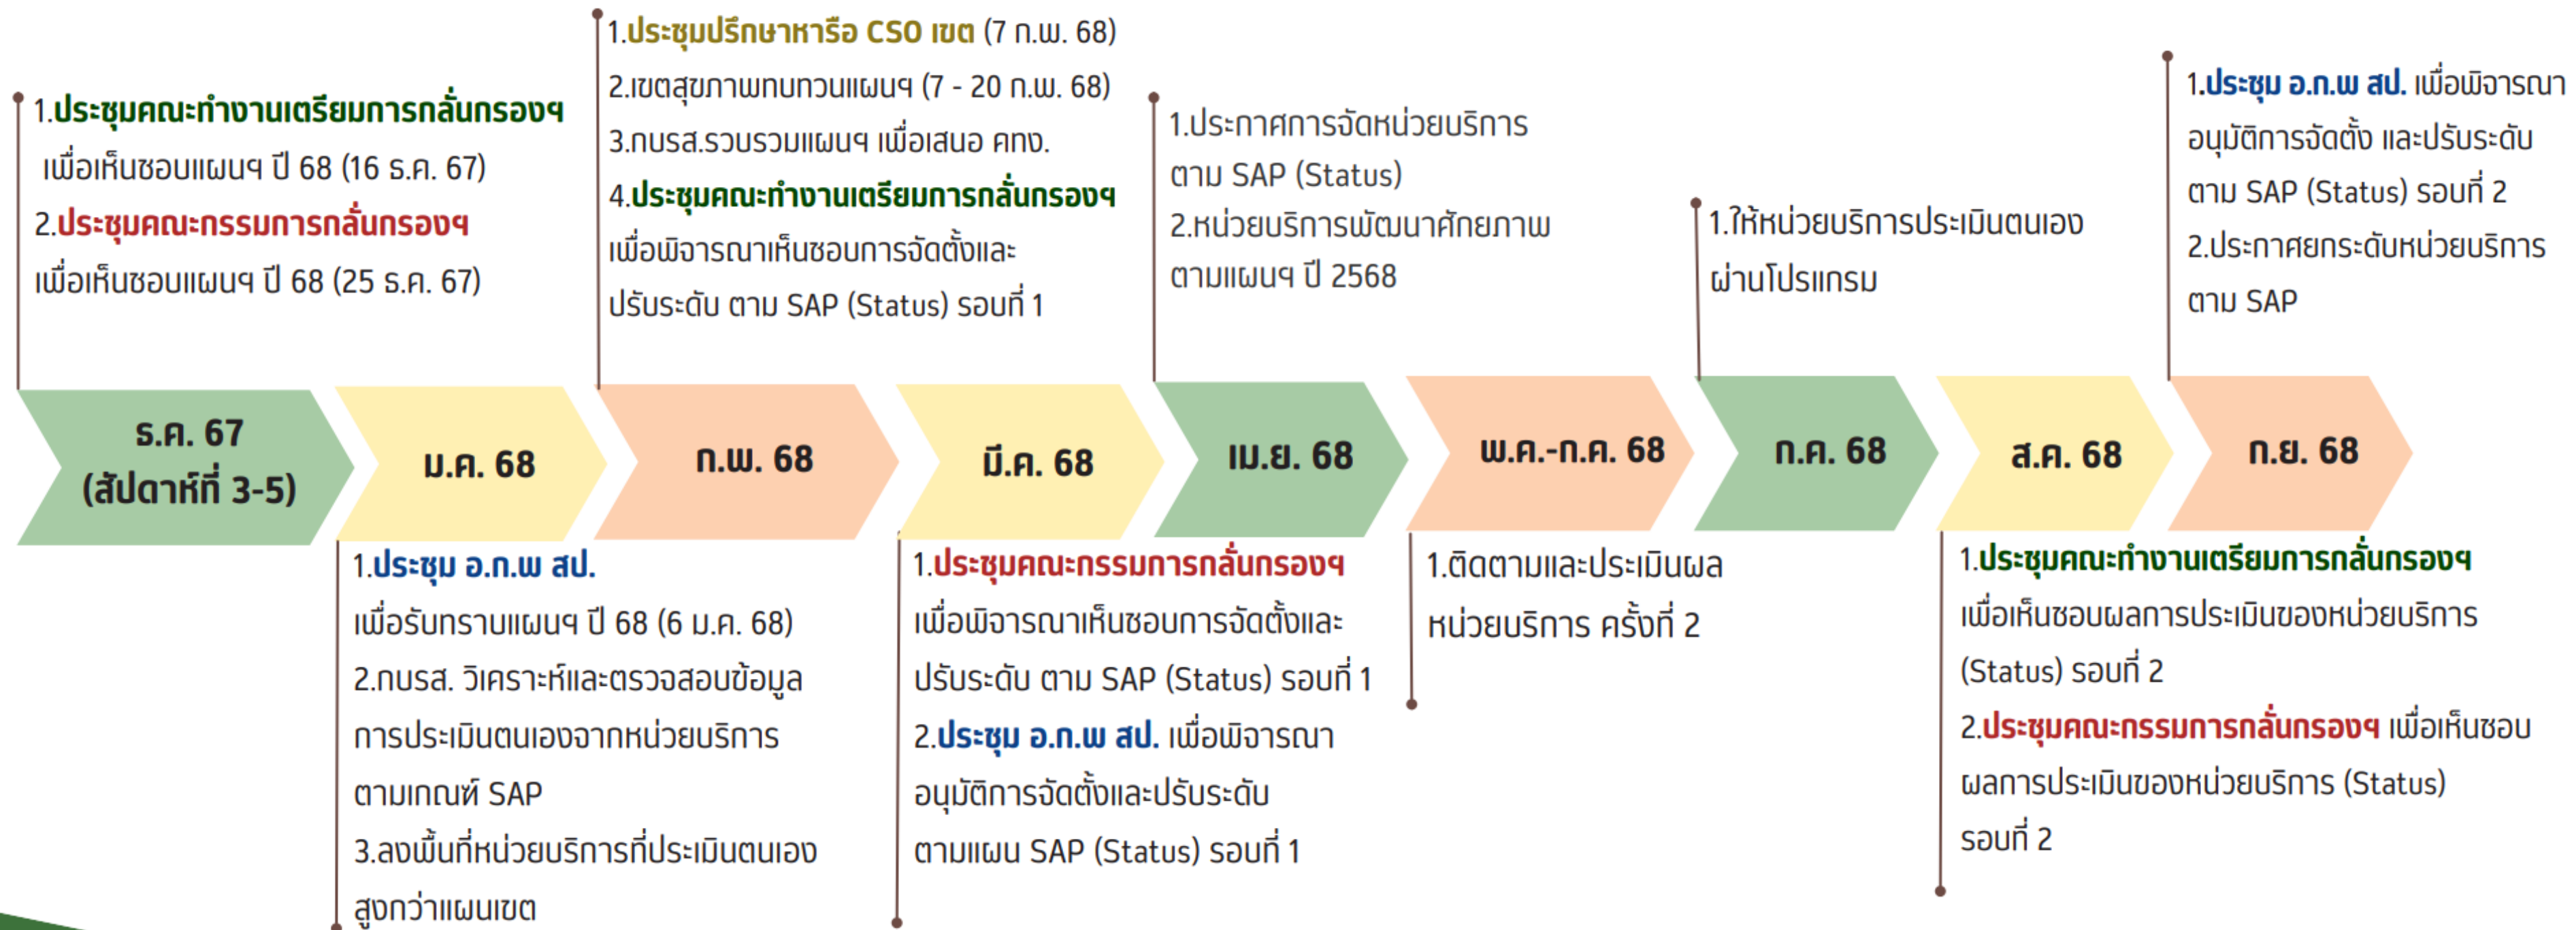 1.ประชุมคณะทำงานเตรียมการกลั่นกรองฯ
เพื่อเห็นชอบแผนฯ ปี 68 (16 ธ.ค. 67)
2.ประชุมคณะกรรมการกลั่นกรองฯ
เพื่อเห็นชอบแผนฯ ปี 68 (25 ธ.ค. 67)
1.ประชุมปรึกษาหารือ CSO เขต (7 ก.พ. 68)
2.เขตสุขภาพทบทวนแผนฯ (7 - 20 ก.พ. 68)
3.กบรส.รวบรวมแผนฯ เพื่อเสนอ คทง.
4.ประชุมคณะทำงานเตรียมการกลั่นกรองฯ
เพื่อพิจารณาเห็นชอบการจัดตั้งและ
ปรับระดับ ตาม SAP (Status) รอบที่ 1
1.ประกาศการจัดหน่วยบริการ
ตาม SAP (Status)
2.หน่วยบริการพัฒนาศักยภาพ
ตามแผนฯ ปี 2568
1.ให้หน่วยบริการประเมินตนเอง
ผ่านโปรแกรม
1.ประชุม อ.ก.พ สป. เพื่อพิจารณา
อนุมัติการจัดตั้ง และปรับระดับ
ตาม SAP (Status) รอบที่ 2
2.ประกาศยกระดับหน่วยบริการ
ตาม SAP
ธ.ค. 67
(สัปดาห์ที่ 3-5)
ม.ค. 68
ก.พ. 68
มี.ค. 68
เม.ย. 68
พ.ค.-ก.ค. 68
ก.ค. 68
ส.ค. 68
ก.ย. 68
1.ประชุม อ.ก.พ สป.
เพื่อรับทราบแผนฯ ปี 68 (6 ม.ค. 68)
2.กบรส. วิเคราะห์และตรวจสอบข้อมูล
การประเมินตนเองจากหน่วยบริการ
ตามเกณฑ์ SAP
3.ลงพื้นที่หน่วยบริการที่ประเมินตนเอง
สูงกว่าแผนเขต
1.ประชุมคณะกรรมการกลั่นกรองฯ
เพื่อพิจารณาเห็นชอบการจัดตั้งและ
ปรับระดับ ตาม SAP (Status) รอบที่ 1
2.ประชุม อ.ก.พ สป. เพื่อพิจารณา
อนุมัติการจัดตั้งและปรับระดับ
ตามแผน SAP (Status) รอบที่ 1
1.ติดตามและประเมินผล
หน่วยบริการ ครั้งที่ 2
1.ประชุมคณะทำงานเตรียมการกลั่นกรองฯ
เพื่อเห็นชอบผลการประเมินของหน่วยบริการ
(Status) รอบที่ 2
2.ประชุมคณะกรรมการกลั่นกรองฯ เพื่อเห็นชอบ
ผลการประเมินของหน่วยบริการ (Status)
รอบที่ 2